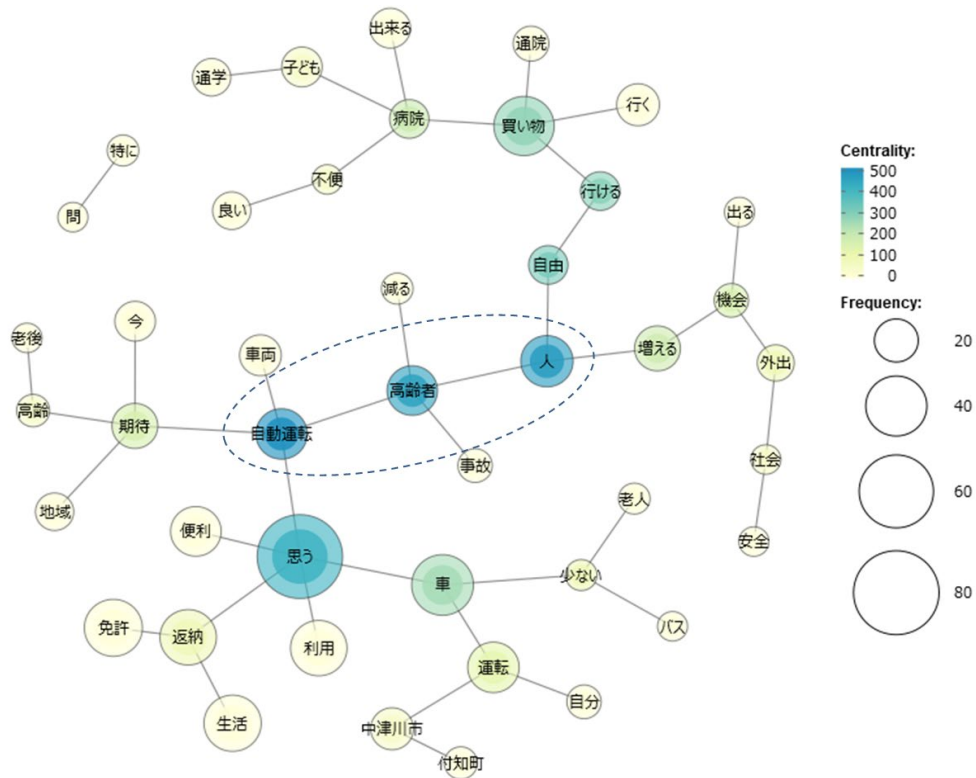 出来る
通院
子ども
通学
行く
病院
買い物
特に
不便
行ける
良い
問
出る
自由
減る
機会
今
老後
車両
増える
人
外出
高齢者
高齢
期待
自動運転
社会
事故
地域
老人
便利
安全
思う
少ない
車
バス
免許
返納
利用
運転
自分
生活
中津川市
付知町
Centrality:
500
400
300
200
100
0
Frequency:
20
40
60
80